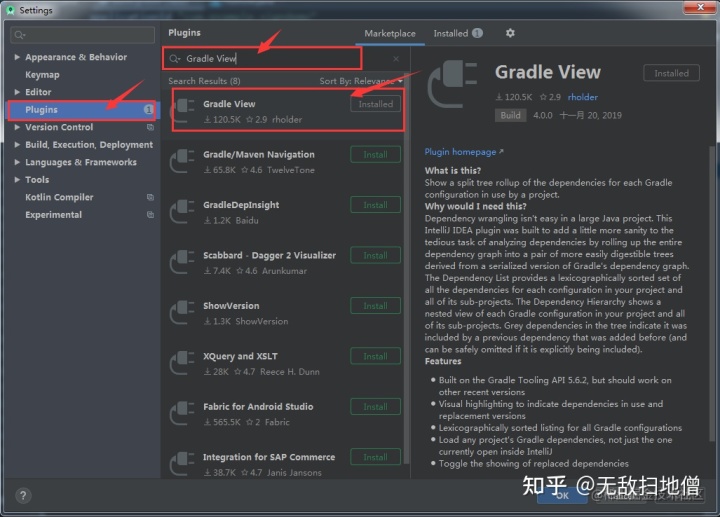 Settings
Plugins
Marketplace
Installed 1
Appearance & Behavior
Keymap
Editor
Plugins 1
Version Control
Build, Execution, Deployment
Languages & Frameworks
Tools
Kotlin Compiler
Experimental
Gradle View
Search Results (8)
Sort By: Relevance
Gradle View
Installed
120.5K 2.9 rholder
Gradle/Maven Navigation
Install
65.8K 4.6 TwelveTone
GradleDepInsight
Install
1.2K Baidu
Scabbard - Dagger 2 Visualizer
Install
7.4K 4.6 Arunkumar
ShowVersion
Install
1.3K ShowVersion
XQuery and XSLT
Install
28K 4.7 Reece H. Dunn
Fabric for Android Studio
Install
565.5K 2 Fabric
Integration for SAP Commerce
Install
38.7K 4.7 Janis Jansons
Gradle View
Installed
120.5K 2.9 rholder
Build 4.0.0 十一月 20, 2019
Plugin homepage
What is this?
Show a split tree rollup of the dependencies for each Gradle
configuration in use by a project.
Why would I need this?
Dependency wrangling isn't easy in a large Java project. This
IntelliJ IDEA plugin was built to add a little more sanity to the
tedious task of analyzing dependencies by rolling up the entire
dependency graph into a pair of more easily digestible trees
derived from a serialized version of Gradle's dependency graph.
The Dependency List provides a lexicographically sorted set of
all the dependencies for each configuration in your project and
all of its sub-projects. The Dependency Hierarchy shows a
nested view of each Gradle configuration in your project and all
of its sub-projects. Grey dependencies in the tree indicate it was
included by a previous dependency that was added before (and
can be safely omitted if it is explicitly being included).
Features
Built on the Gradle Tooling API 5.6.2, but should work on
other recent versions
Visual highlighting to indicate dependencies in use and
replacement versions
Lexicographically sorted listing for all Gradle configurations
Load any project's Gradle dependencies, not just the one
currently open inside IntelliJ
Toggle the showing of replaced dependencies
?
OK
知乎 @无敌扫地僧